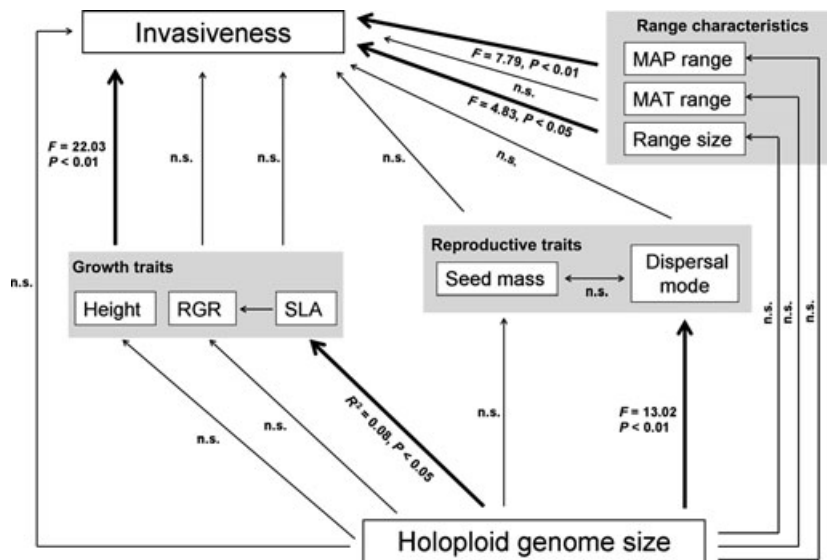 Invasiveness
Range characteristics
MAP range
MAT range
Range size
F = 7.79, P < 0.01
n.s.
F = 4.83, P < 0.05
n.s.
n.s.
F = 22.03
P < 0.01
n.s.
n.s.
Growth traits
Height
RGR
SLA
Reproductive traits
Seed mass
n.s.
Dispersal
mode
n.s.
n.s.
n.s.
R² = 0.08, P < 0.05
n.s.
F = 13.02
P < 0.01
n.s.
n.s.
n.s.
Holoploid genome size